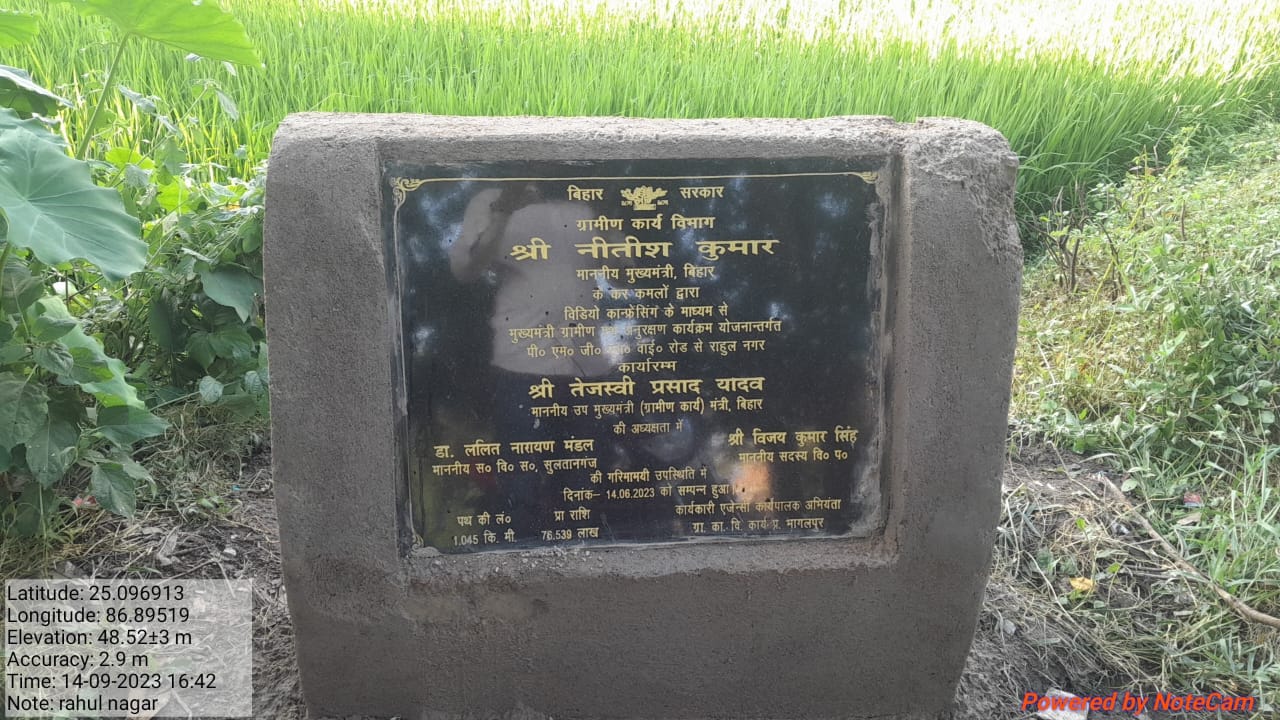 बिहार सरकार
ग्रामीण कार्य विभाग
श्री नीतीश कुमार
माननीय मुख्यमंत्री, बिहार
के कर कमलों द्वारा
विडियो कान्फ्रेंसिंग के माध्यम से
मुख्यमंत्री ग्रामीण पथ अनुरक्षण कार्यक्रम योजनान्तर्गत
पी० एम० जी० एस० वाई० रोड से राहुल नगर
कार्यारम्भ
श्री तेजस्वी प्रसाद यादव
माननीय उप मुख्यमंत्री (ग्रामीण कार्य) मंत्री, बिहार
की अध्यक्षता में
डा. ललित नारायण मंडल
माननीय स० वि० स०, सुलतानगंज
श्री विजय कुमार सिंह
माननीय सदस्य वि० प०
की गरिमामयी उपस्थिति में
दिनांक– 14.06.2023 को सम्पन्न हुआ।
पथ की लं० प्रा राशि
1.045 कि. मी. 76.539 लाख
कार्यकारी एजेन्सी कार्यपालक अभियंता
ग्रा. का. वि. कार्य प्र. भागलपुर
Latitude: 25.096913
Longitude: 86.89519
Elevation: 48.52±3 m
Accuracy: 2.9 m
Time: 14-09-2023 16:42
Note: rahul nagar
Powered by NoteCam